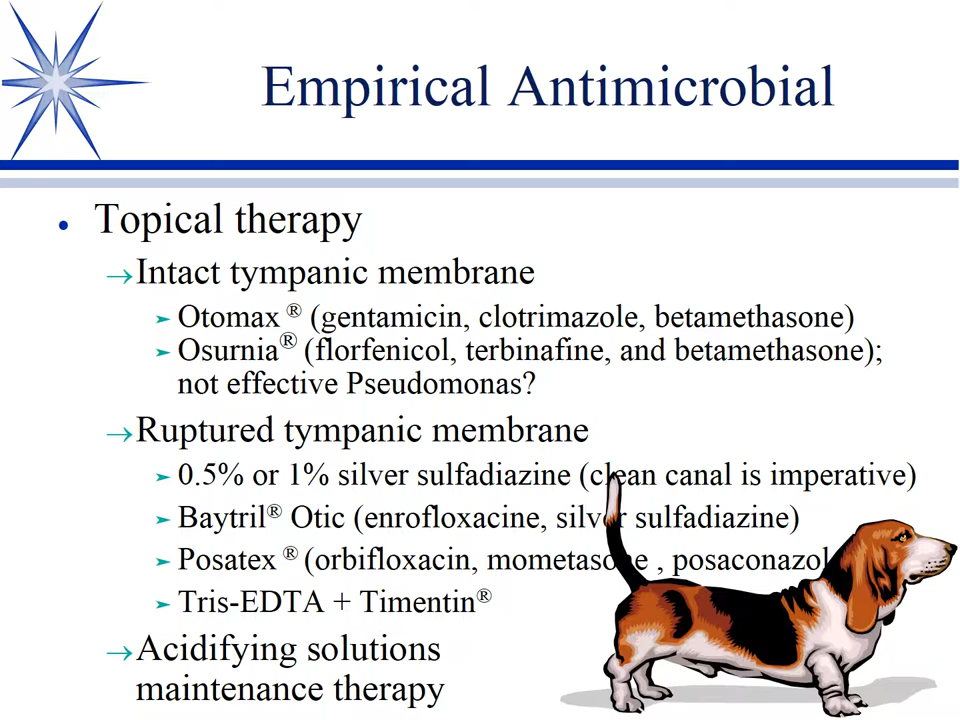 Empirical Antimicrobial
• Topical therapy
→Intact tympanic membrane
➢ Otomax ® (gentamicin, clotrimazole, betamethasone)
➢ Osurnia® (florfenicol, terbinafine, and betamethasone);
not effective Pseudomonas?
→Ruptured tympanic membrane
➢ 0.5% or 1% silver sulfadiazine (clean canal is imperative)
➢ Baytril® Otic (enrofloxacine, silver sulfadiazine)
➢ Posatex ® (orbifloxacin, mometasone , posaconazol
➢ Tris-EDTA + Timentin®
→Acidifying solutions
maintenance therapy